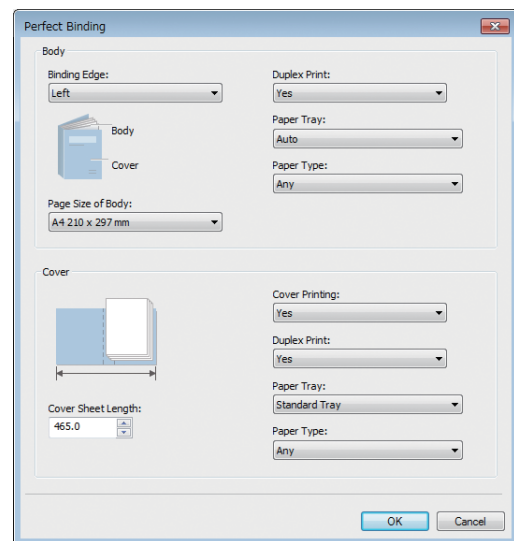 Perfect Binding
Body
Binding Edge:
Left
Body
Cover
Page Size of Body:
A4 210 x 297 mm
Duplex Print:
Yes
Paper Tray:
Auto
Paper Type:
Any
Cover
Cover Sheet Length:
465.0
Cover Printing:
Yes
Duplex Print:
Yes
Paper Tray:
Standard Tray
Paper Type:
Any
OK
Cancel